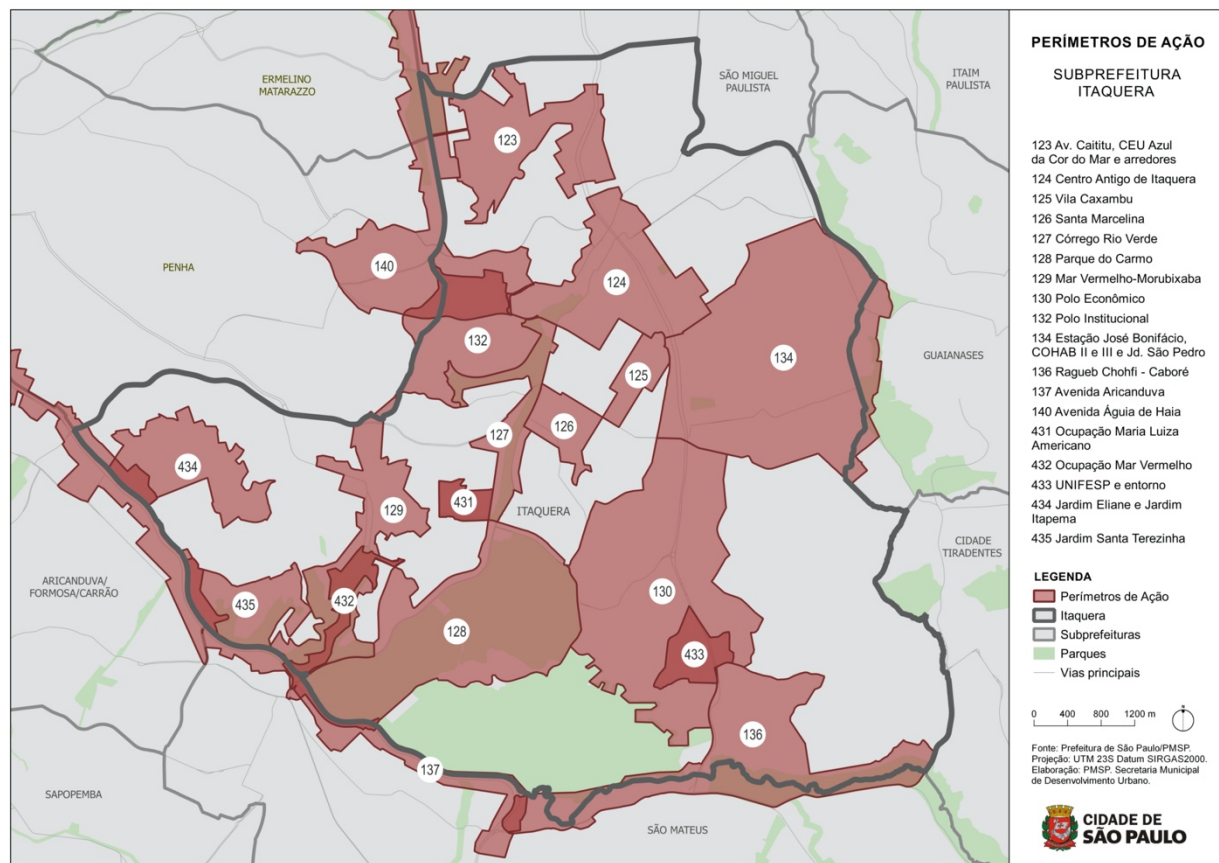 ERMELINO
MATARAZZO
SÃO MIGUEL
PAULISTA
ITAIM
PAULISTA
PENHA
GUAIANASES
ITAQUERA
CIDADE
TIRADENTES
ARICANDUVA/
FORMOSA/CARRÃO
SAPOPEMBA
SÃO MATEUS
123
140
124
132
134
125
126
127
434
431
129
435
432
128
130
433
136
137
PERÍMETROS DE AÇÃO
SUBPREFEITURA
ITAQUERA
123 Av. Caititu, CEU Azul
da Cor do Mar e arredores
124 Centro Antigo de Itaquera
125 Vila Caxambu
126 Santa Marcelina
127 Córrego Rio Verde
128 Parque do Carmo
129 Mar Vermelho-Morubixaba
130 Polo Econômico
132 Polo Institucional
134 Estação José Bonifácio,
COHAB II e III e Jd. São Pedro
136 Ragueb Chohfi - Caboré
137 Avenida Aricanduva
140 Avenida Águia de Haia
431 Ocupação Maria Luiza
Americano
432 Ocupação Mar Vermelho
433 UNIFESP e entorno
434 Jardim Eliane e Jardim
Itapema
435 Jardim Santa Terezinha
LEGENDA
Perímetros de Ação
Itaquera
Subprefeituras
Parques
Vias principais
0 400 800 1200 m
N
Fonte: Prefeitura de São Paulo/PMSP.
Projeção: UTM 23S Datum SIRGAS2000.
Elaboração: PMSP. Secretaria Municipal
de Desenvolvimento Urbano.
CIDADE DE
SÃO PAULO